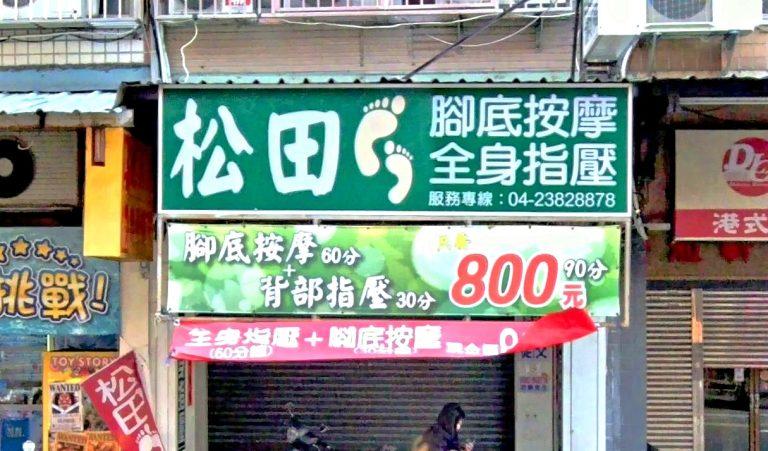 松田
腳底按摩
全身指壓
服務專線：04-23828878
腳底按摩60分
+
背部指壓30分
只要
800元
90分
全身指壓+腳底按摩
(60分鐘)
挑戰!
港式
TOY STORY
WANTED
WANTED
松田